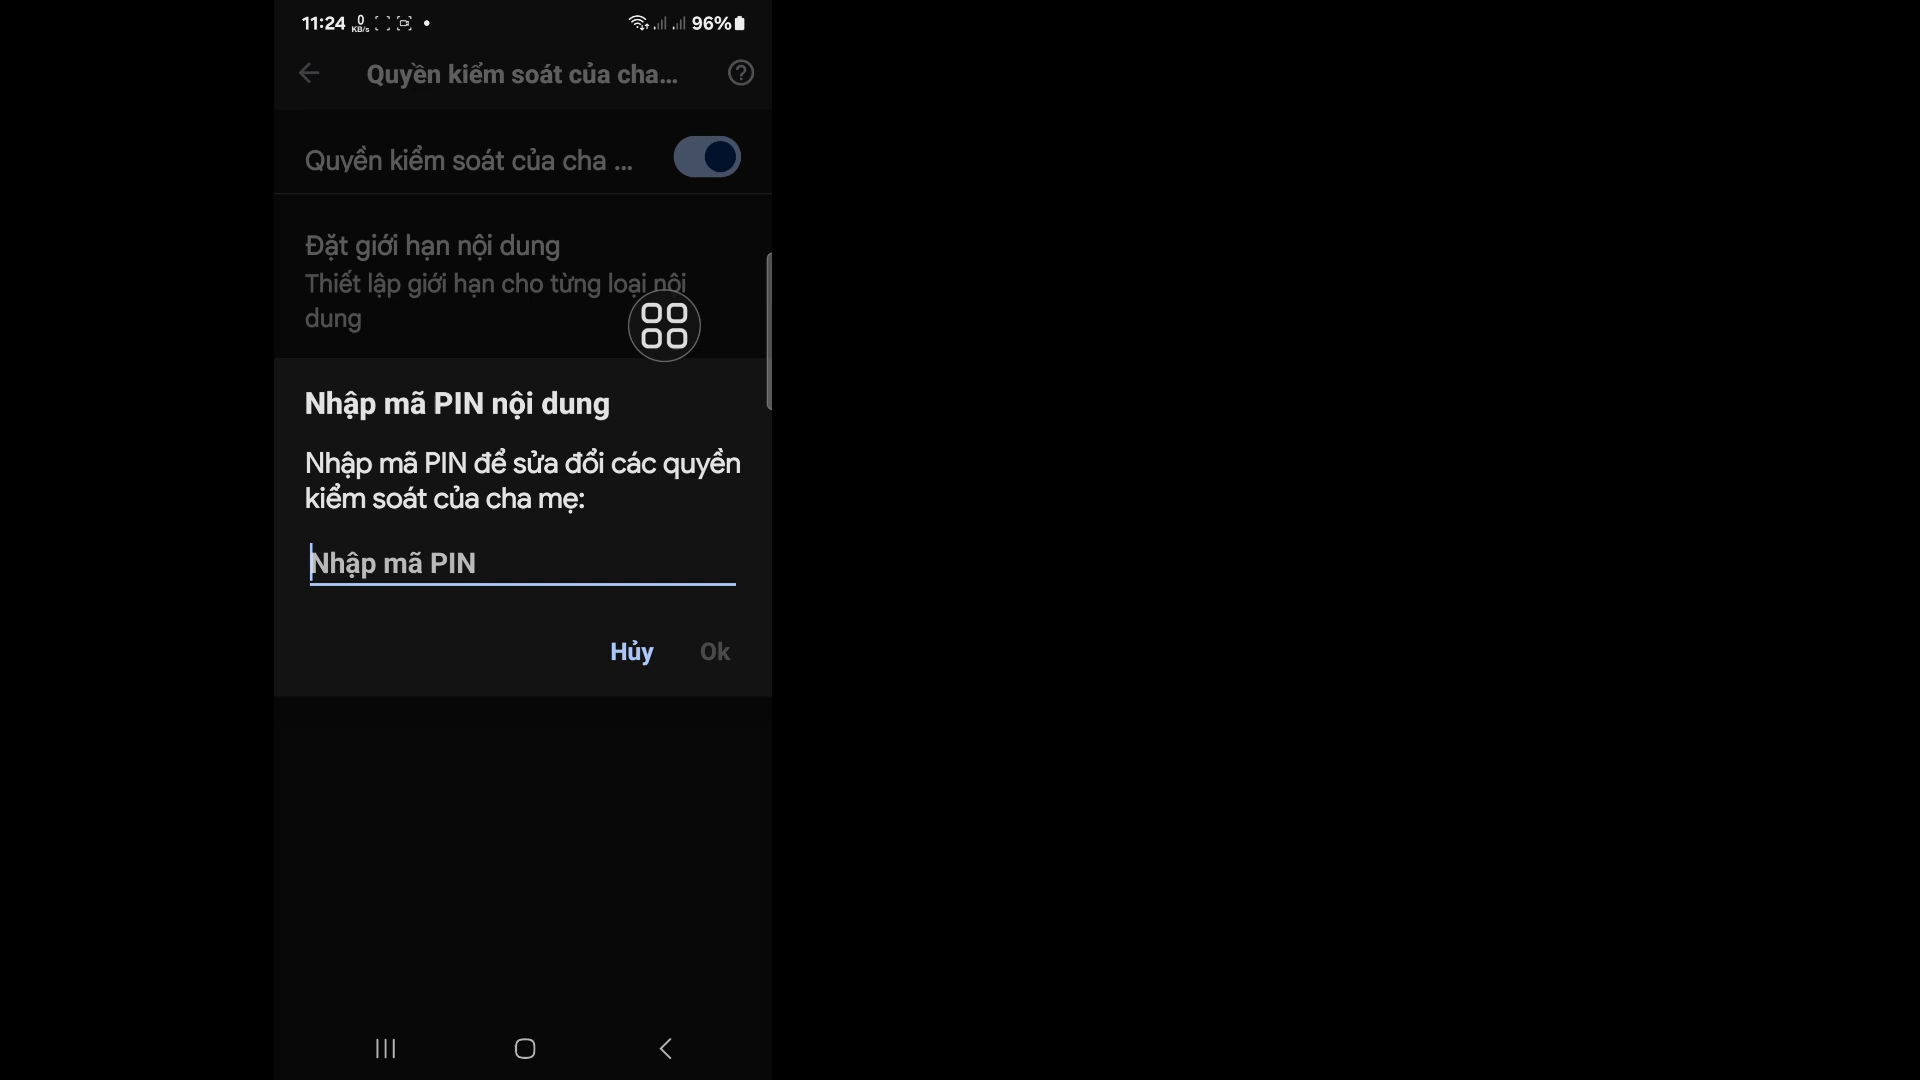 11:24 0 KB/s 96%
Quyền kiểm soát của cha...
Quyền kiểm soát của cha ...
Đặt giới hạn nội dung
Thiết lập giới hạn cho từng loại nội
dung
Nhập mã PIN nội dung
Nhập mã PIN để sửa đổi các quyền
kiểm soát của cha mẹ:
Nhập mã PIN
Hủy Ok